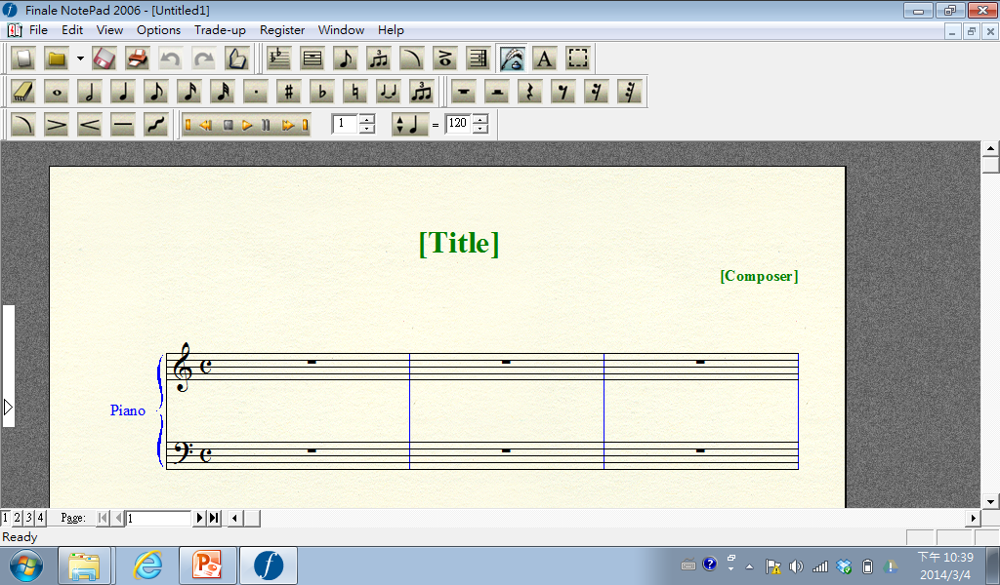 Finale NotePad 2006 - [Untitled1]
File Edit View Options Trade-up Register Window Help
A
1 = 120
[Title]
[Composer]
Piano
1 2 3 4 Page: 1
Ready
下午 10:39
2014/3/4